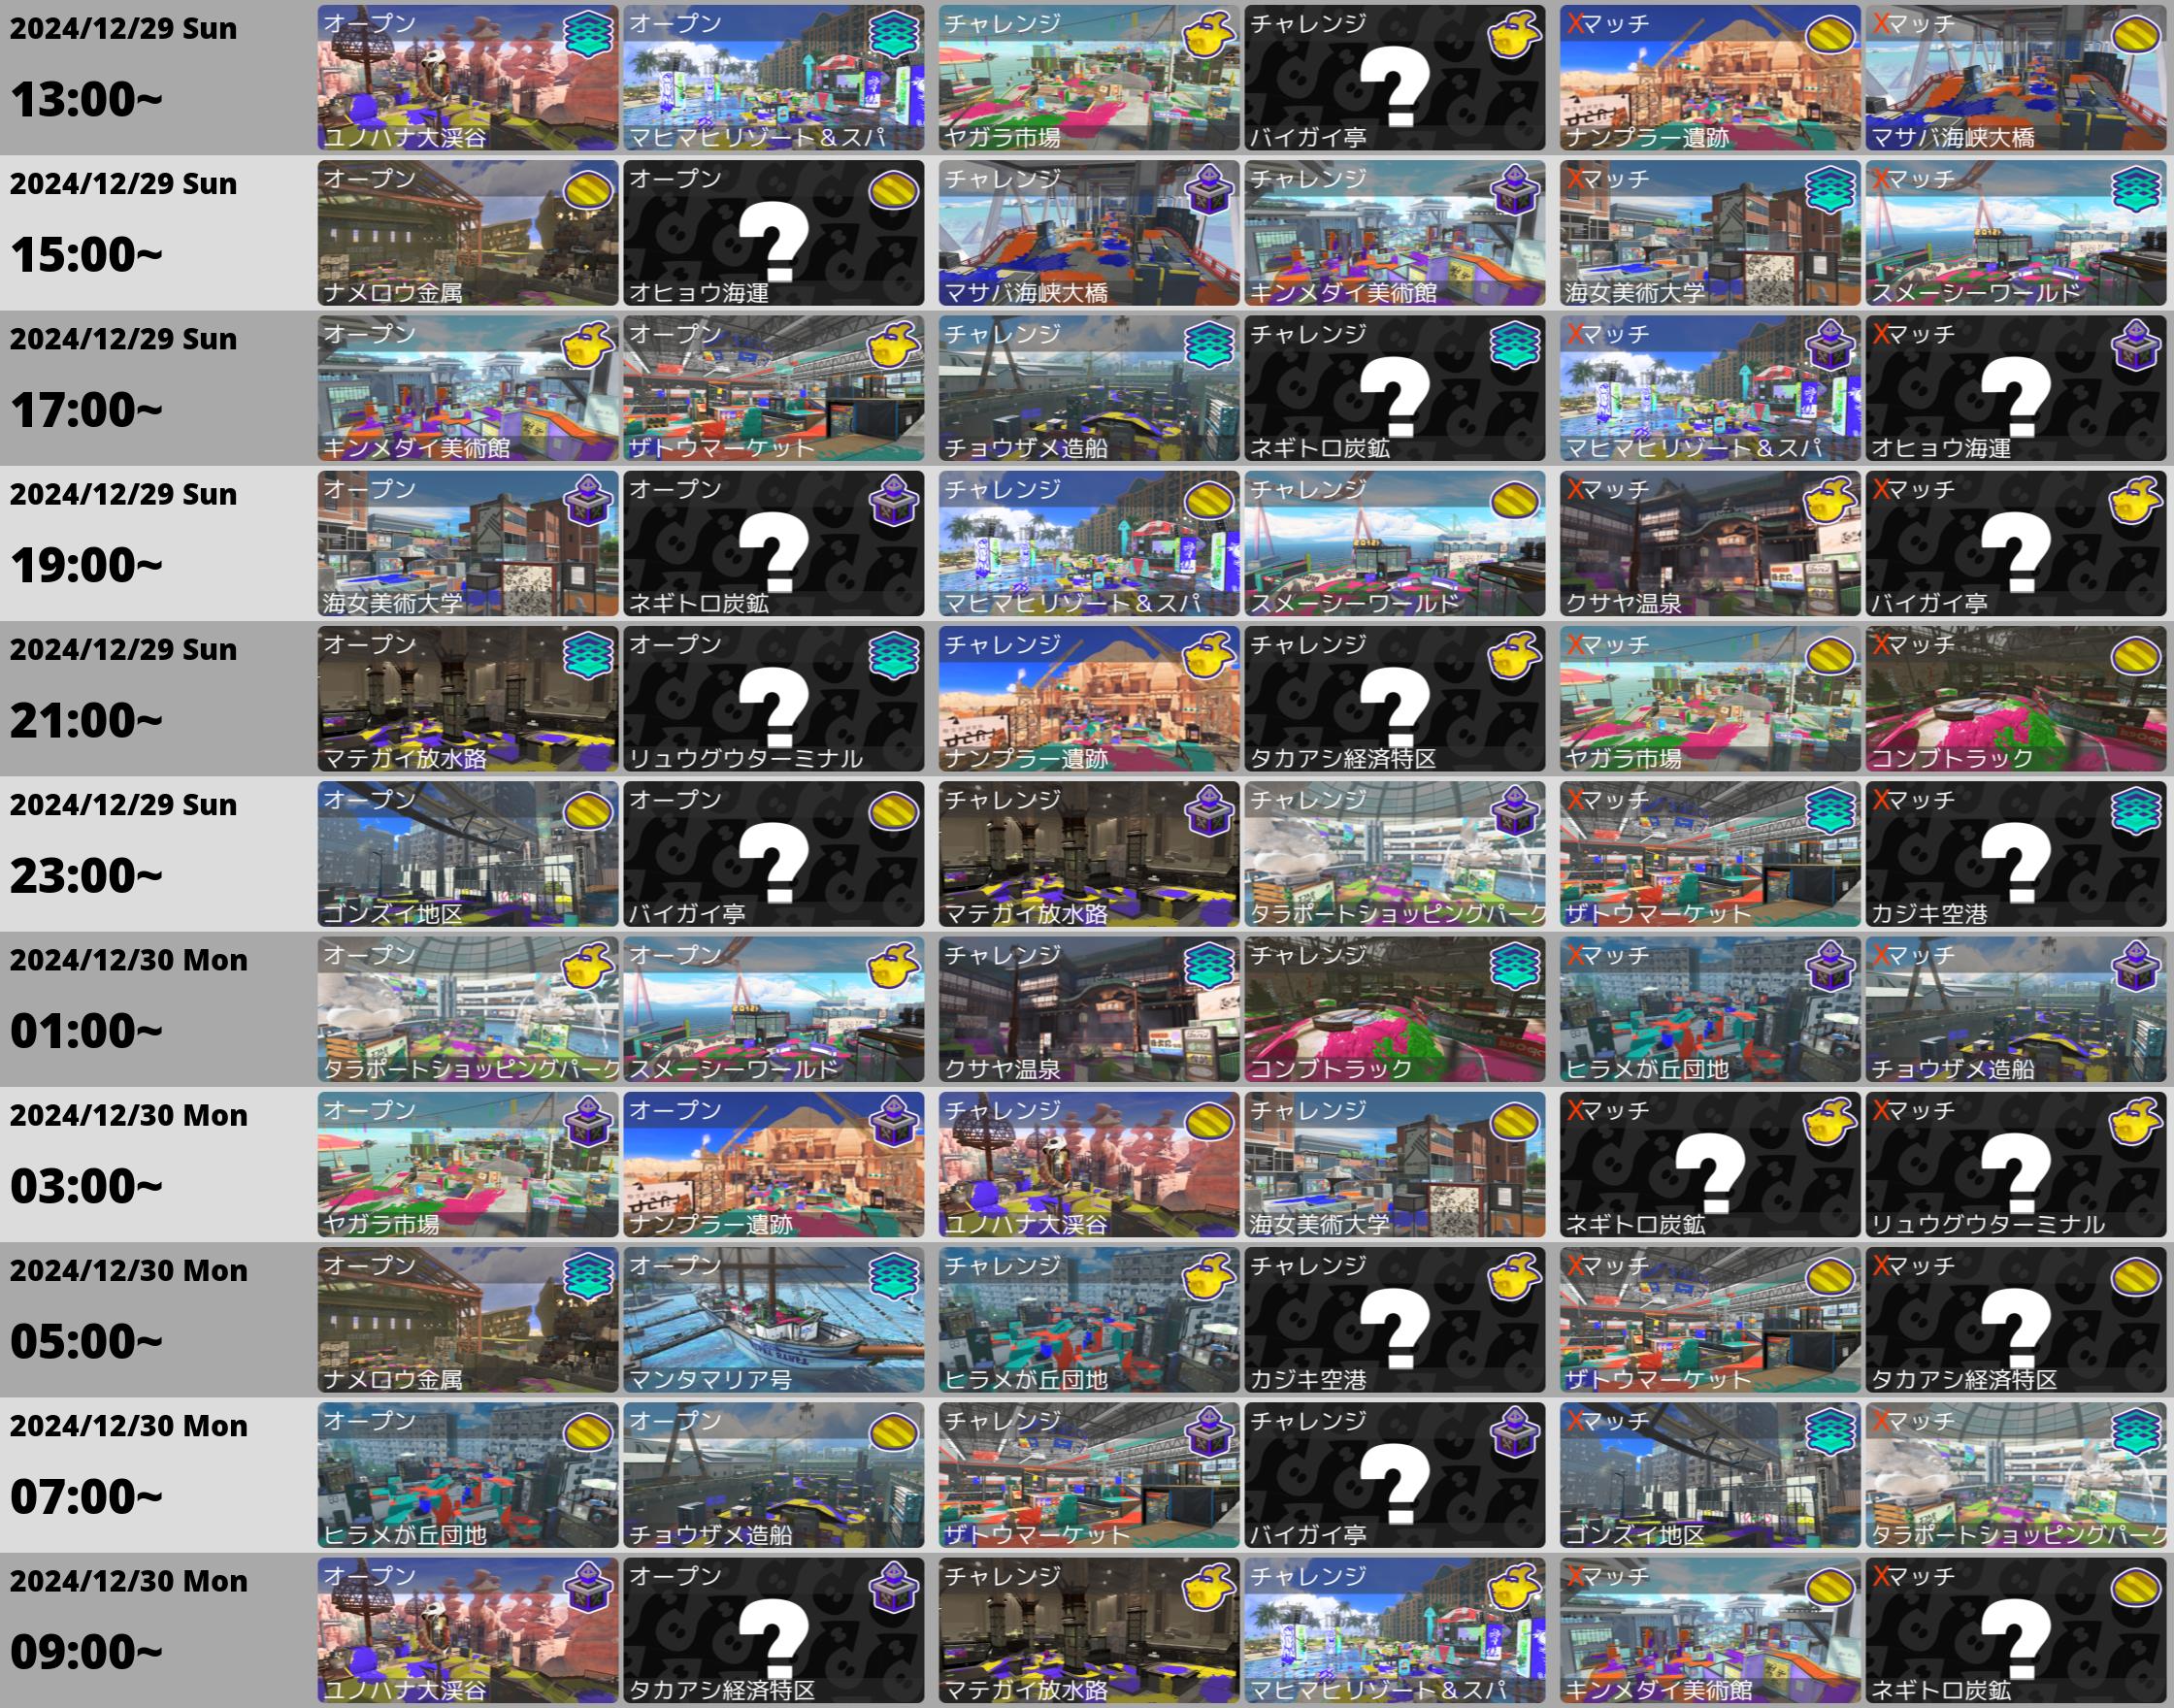 2024/12/29 Sun
13:00~
オープン
ユノハナ大渓谷
オープン
マヒマヒリゾート＆スパ
チャレンジ
ヤガラ市場
チャレンジ
?
バイガイ亭
Xマッチ
ナンプラー遺跡
Xマッチ
マサバ海峡大橋
2024/12/29 Sun
15:00~
オープン
ナメロウ金属
オープン
?
オヒョウ海運
チャレンジ
マサバ海峡大橋
チャレンジ
キンメダイ美術館
Xマッチ
海女美術大学
Xマッチ
スメーシーワールド
2024/12/29 Sun
17:00~
オープン
キンメダイ美術館
オープン
ザトウマーケット
チャレンジ
チョウザメ造船
チャレンジ
?
ネギトロ炭鉱
Xマッチ
マヒマヒリゾート＆スパ
Xマッチ
?
オヒョウ海運
2024/12/29 Sun
19:00~
オープン
海女美術大学
オープン
?
ネギトロ炭鉱
チャレンジ
マヒマヒリゾート＆スパ
チャレンジ
スメーシーワールド
Xマッチ
クサヤ温泉
Xマッチ
?
バイガイ亭
2024/12/29 Sun
21:00~
オープン
マテガイ放水路
オープン
?
リュウグウターミナル
チャレンジ
ナンプラー遺跡
チャレンジ
?
タカアシ経済特区
Xマッチ
ヤガラ市場
Xマッチ
コンブトラック
2024/12/29 Sun
23:00~
オープン
ゴンズイ地区
オープン
?
バイガイ亭
チャレンジ
マテガイ放水路
チャレンジ
タラポートショッピングパーク
Xマッチ
ザトウマーケット
Xマッチ
?
カジキ空港
2024/12/30 Mon
01:00~
オープン
タラポートショッピングパーク
オープン
スメーシーワールド
チャレンジ
クサヤ温泉
チャレンジ
コンブトラック
Xマッチ
ヒラメが丘団地
Xマッチ
チョウザメ造船
2024/12/30 Mon
03:00~
オープン
ヤガラ市場
オープン
ナンプラー遺跡
チャレンジ
ユノハナ大渓谷
チャレンジ
海女美術大学
Xマッチ
?
ネギトロ炭鉱
Xマッチ
?
リュウグウターミナル
2024/12/30 Mon
05:00~
オープン
ナメロウ金属
オープン
マンタマリア号
チャレンジ
ヒラメが丘団地
チャレンジ
?
カジキ空港
Xマッチ
ザトウマーケット
Xマッチ
?
タカアシ経済特区
2024/12/30 Mon
07:00~
オープン
ヒラメが丘団地
オープン
チョウザメ造船
チャレンジ
ザトウマーケット
チャレンジ
?
バイガイ亭
Xマッチ
ゴンズイ地区
Xマッチ
タラポートショッピングパーク
2024/12/30 Mon
09:00~
オープン
ユノハナ大渓谷
オープン
?
タカアシ経済特区
チャレンジ
マテガイ放水路
チャレンジ
マヒマヒリゾート＆スパ
Xマッチ
キンメダイ美術館
Xマッチ
?
ネギトロ炭鉱